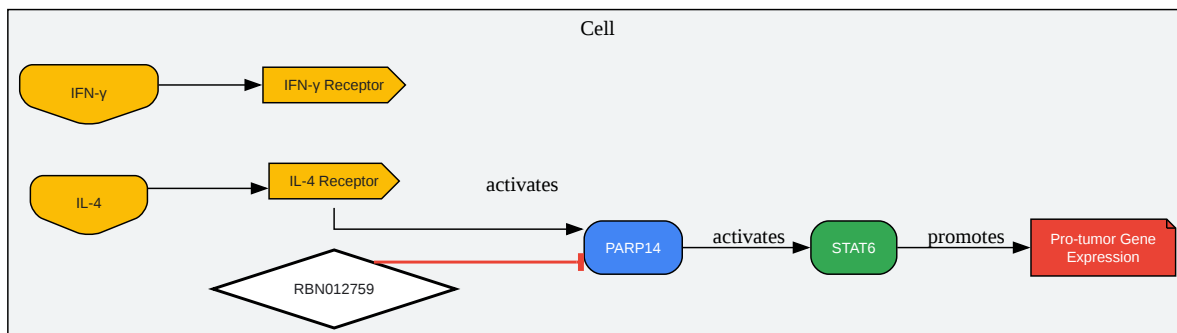 Cell
IFN-γ
IFN-γ Receptor
IL-4
IL-4 Receptor
activates
PARP14
activates
STAT6
promotes
Pro-tumor Gene
Expression
RBN012759